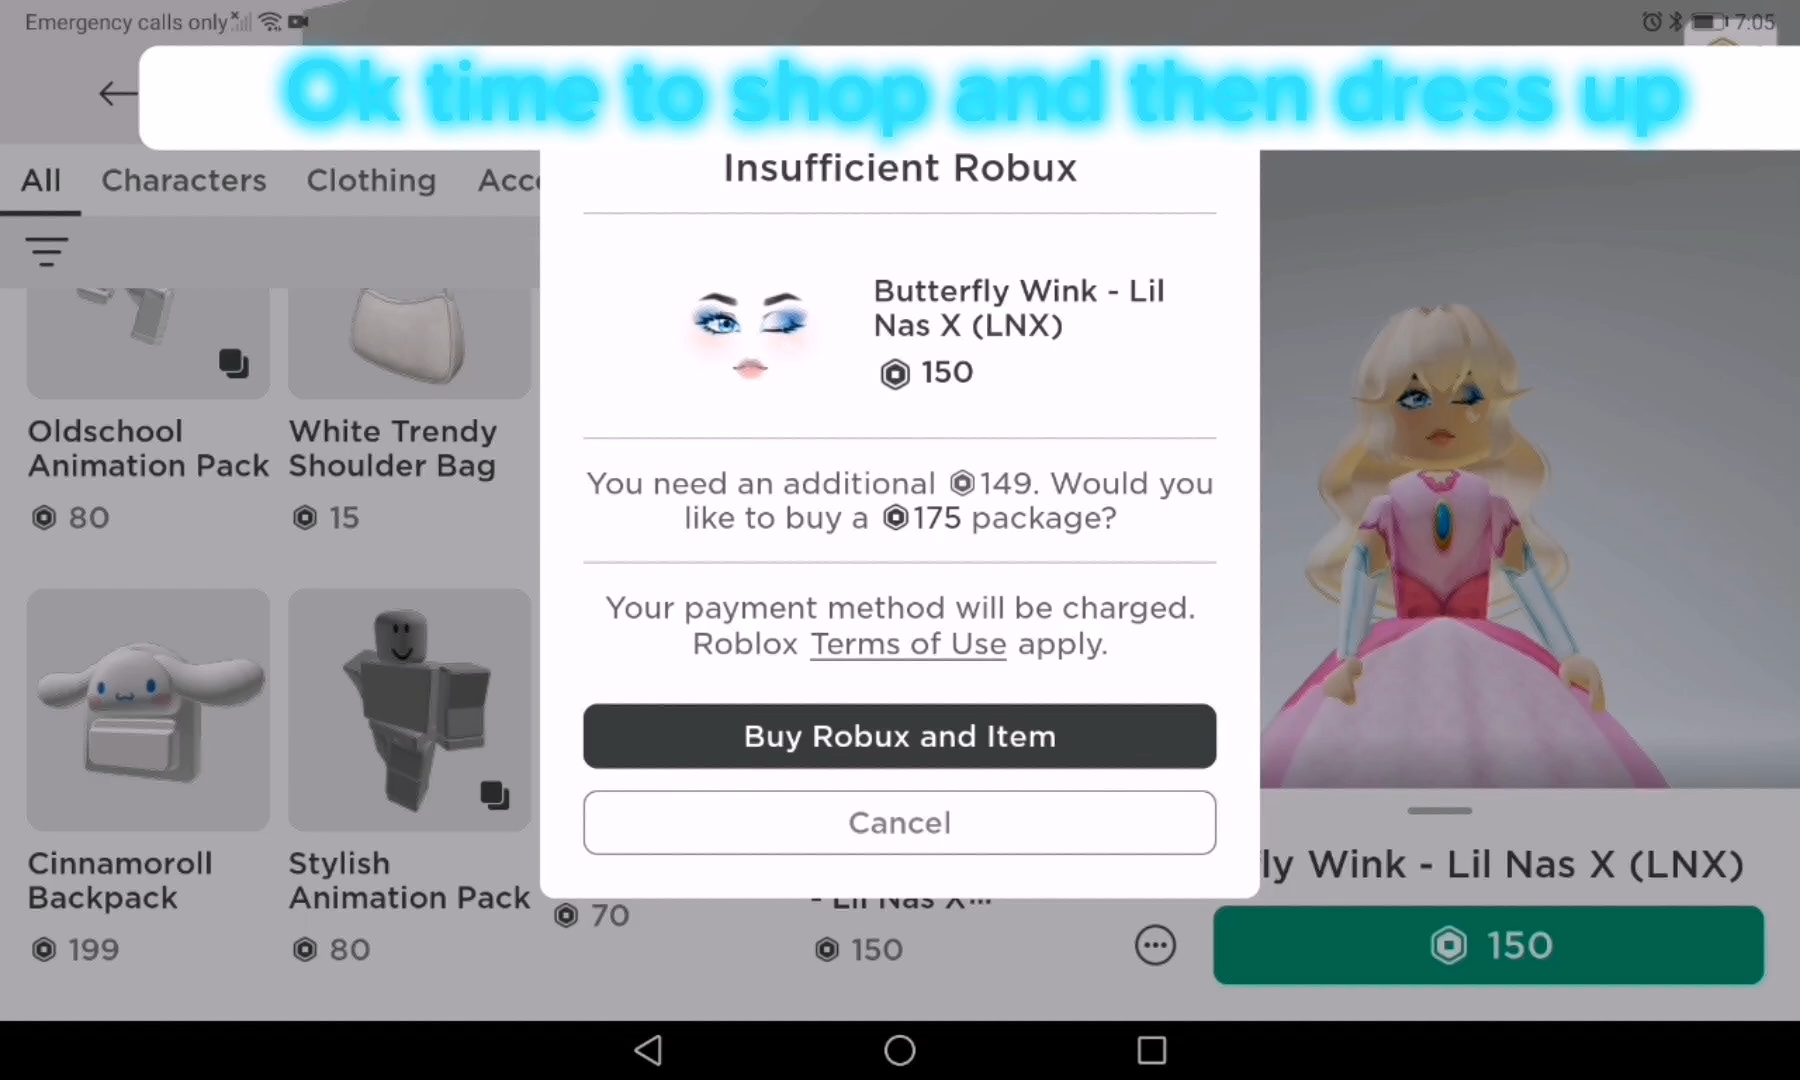 Emergency calls only
7:05
Ok time to shop and then dress up
All
Characters
Clothing
Insufficient Robux
Butterfly Wink - Lil
Nas X (LNX)
150
You need an additional 149. Would you
like to buy a 175 package?
Your payment method will be charged.
Roblox Terms of Use apply.
Buy Robux and Item
Cancel
Oldschool
Animation Pack
80
White Trendy
Shoulder Bag
15
Cinnamoroll
Backpack
199
Stylish
Animation Pack
80
70
- Lil Nas X...
150
Wink - Lil Nas X (LNX)
150